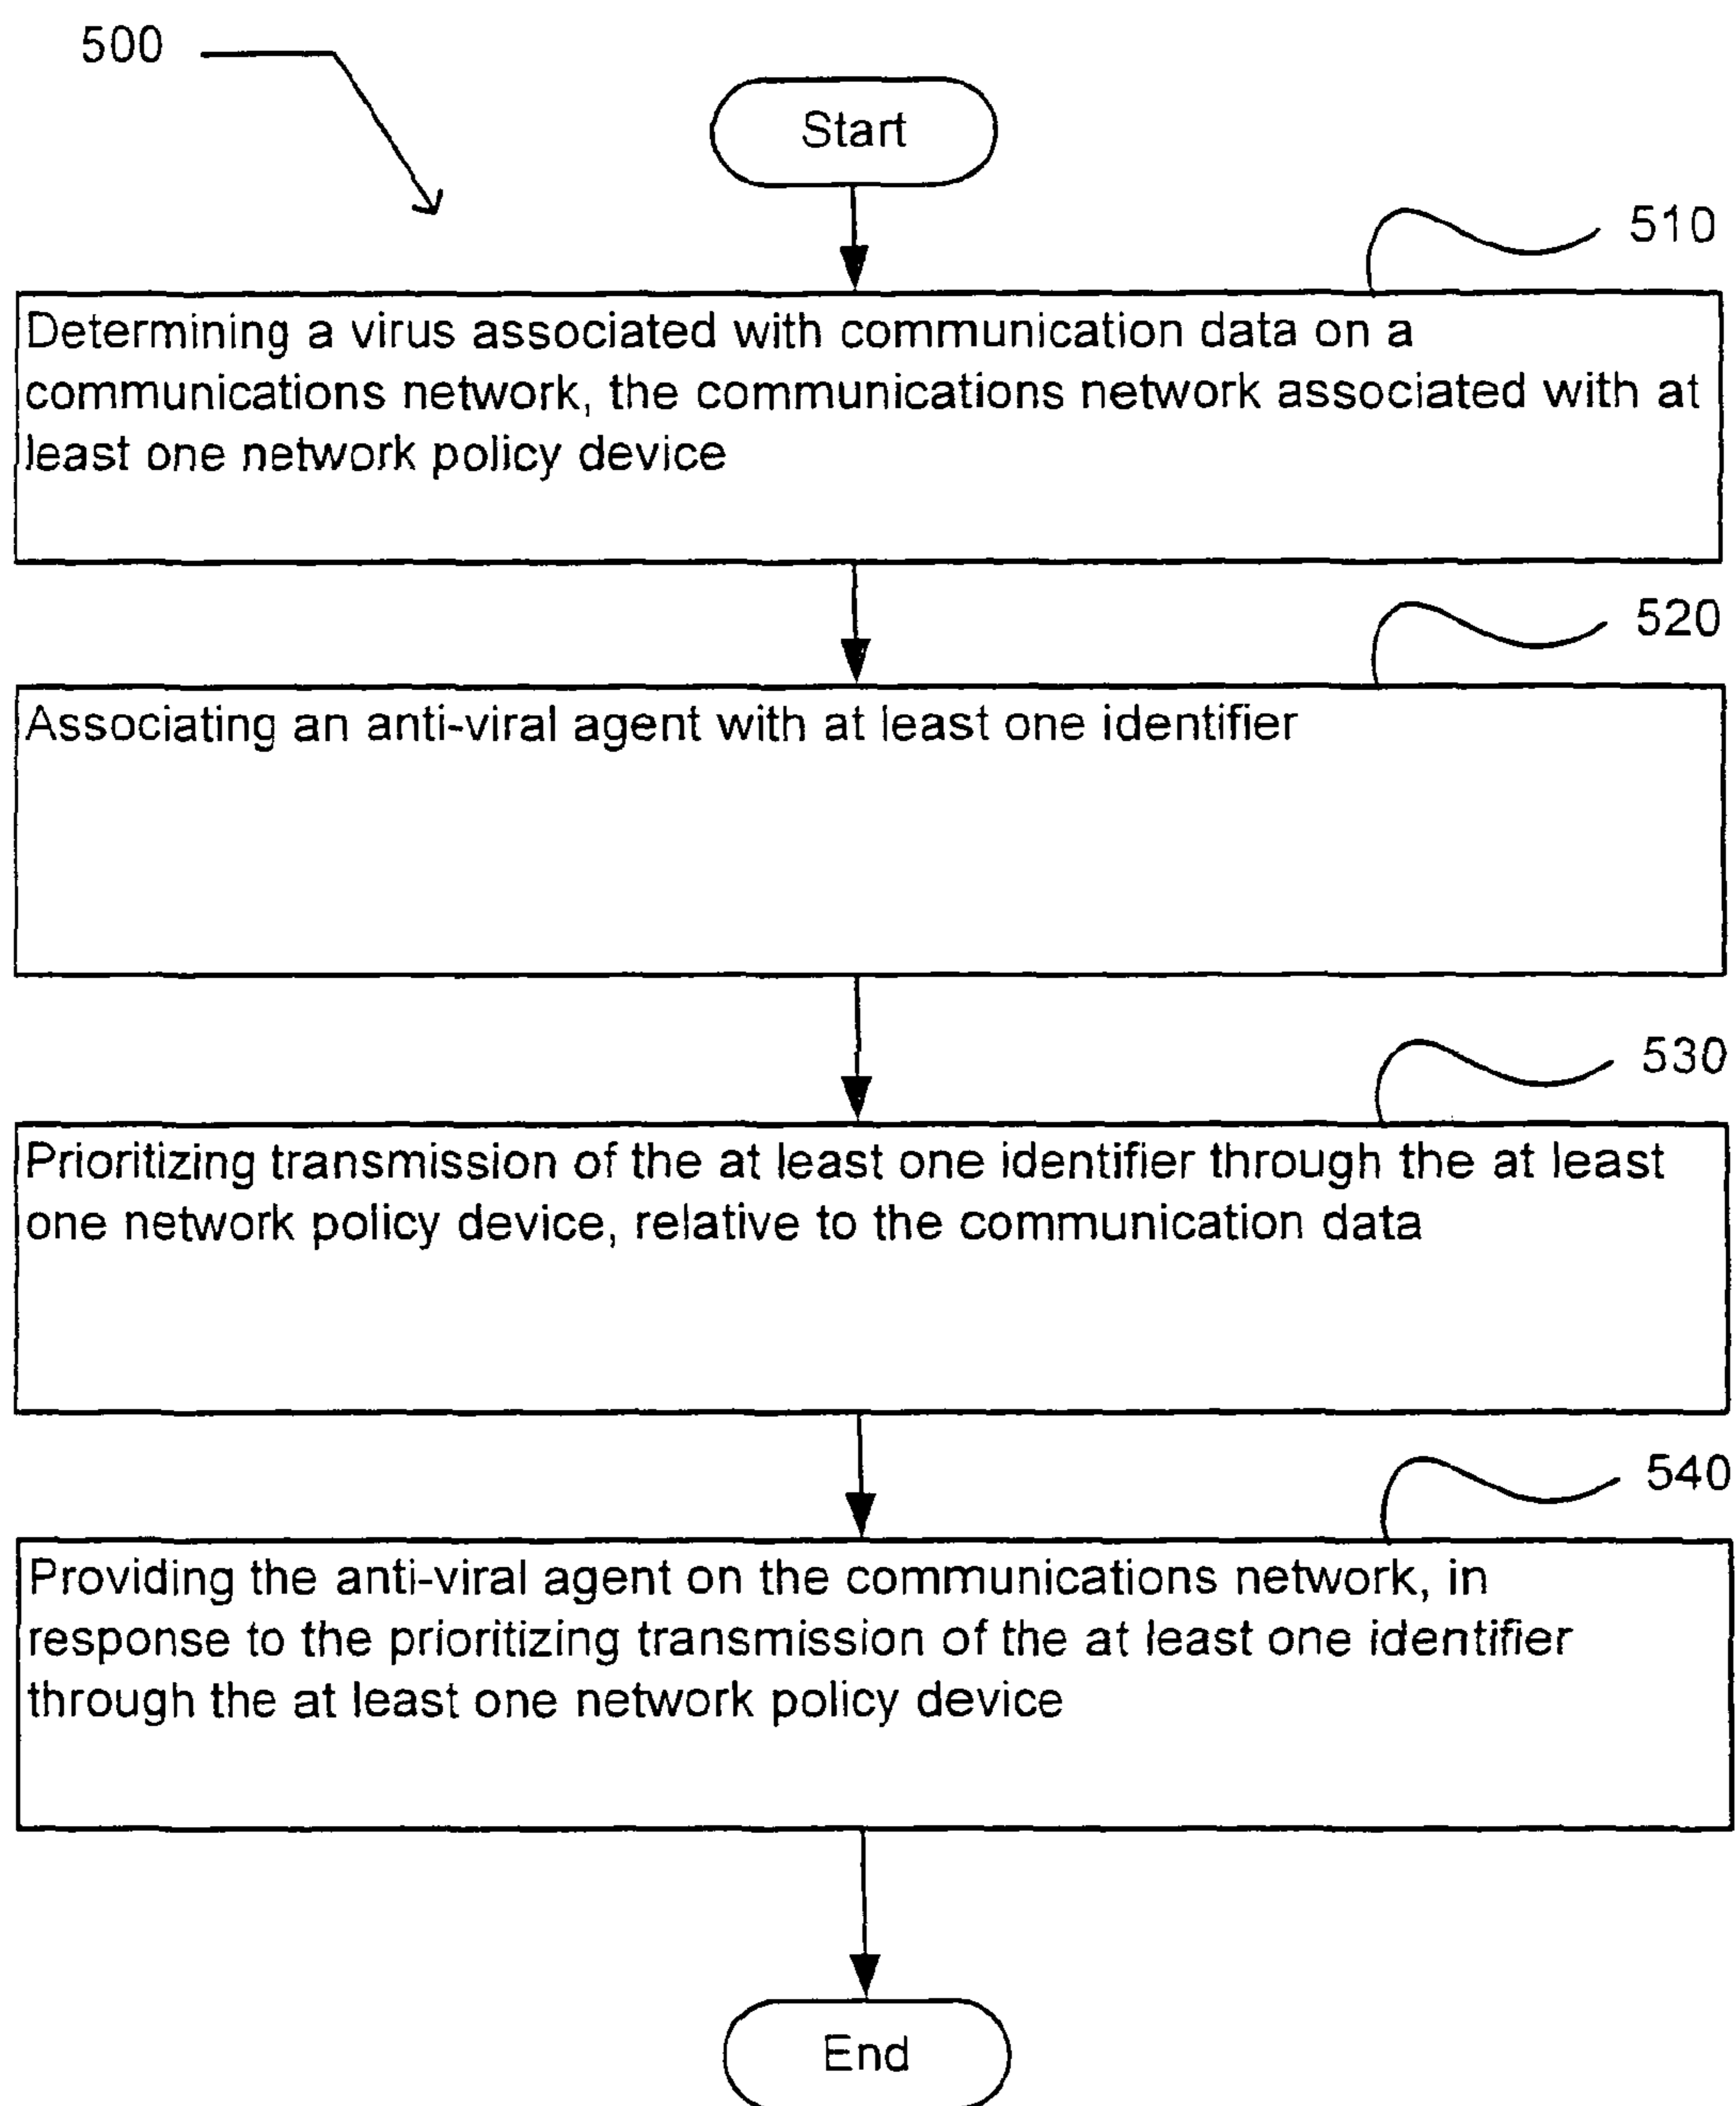 500
Start
510
Determining a virus associated with communication data on a
communications network, the communications network associated with at
least one network policy device
520
Associating an anti-viral agent with at least one identifier
530
Prioritizing transmission of the at least one identifier through the at least
one network policy device, relative to the communication data
540
Providing the anti-viral agent on the communications network, in
response to the prioritizing transmission of the at least one identifier
through the at least one network policy device
End